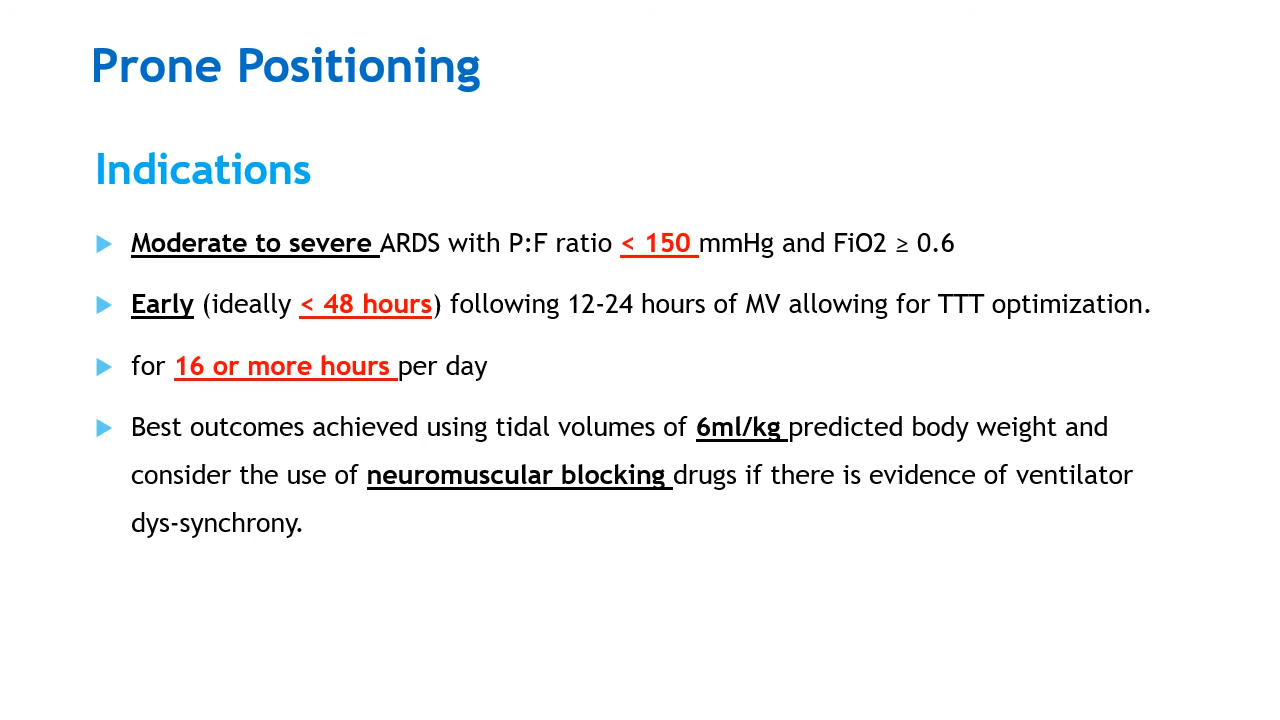 Prone Positioning
Indications
Moderate to severe ARDS with P:F ratio < 150 mmHg and FiO2 ≥ 0.6
Early (ideally < 48 hours) following 12-24 hours of MV allowing for TTT optimization.
for 16 or more hours per day
Best outcomes achieved using tidal volumes of 6ml/kg predicted body weight and
consider the use of neuromuscular blocking drugs if there is evidence of ventilator
dys-synchrony.